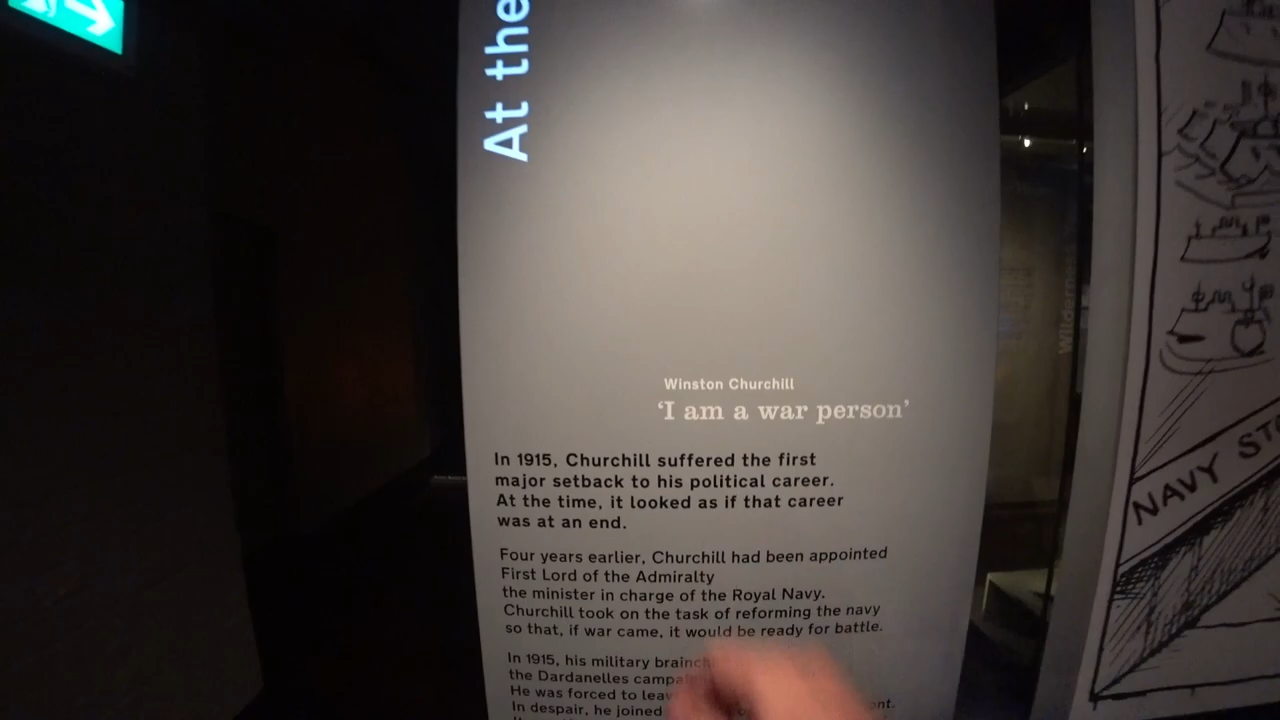 At the
Winston Churchill
‘I am a war person’
In 1915, Churchill suffered the first
major setback to his political career.
At the time, it looked as if that career
was at an end.
Four years earlier, Churchill had been appointed
First Lord of the Admiralty
the minister in charge of the Royal Navy.
Churchill took on the task of reforming the navy
so that, if war came, it would be ready for battle.
In 1915, his military
the Dardanelles
He was forced to
In despair, he joined
NAVY